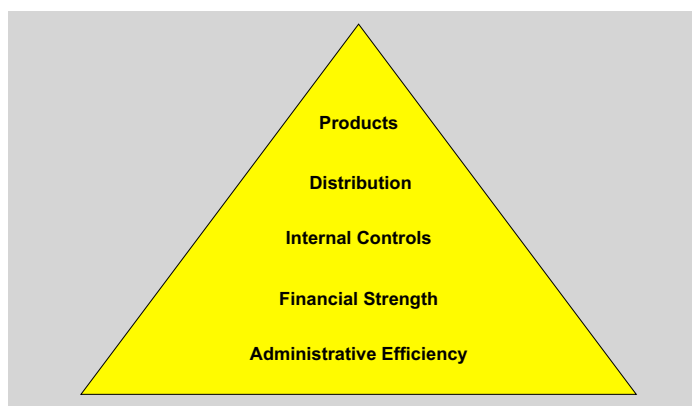 Products
Distribution
Internal Controls
Financial Strength
Administrative Efficiency